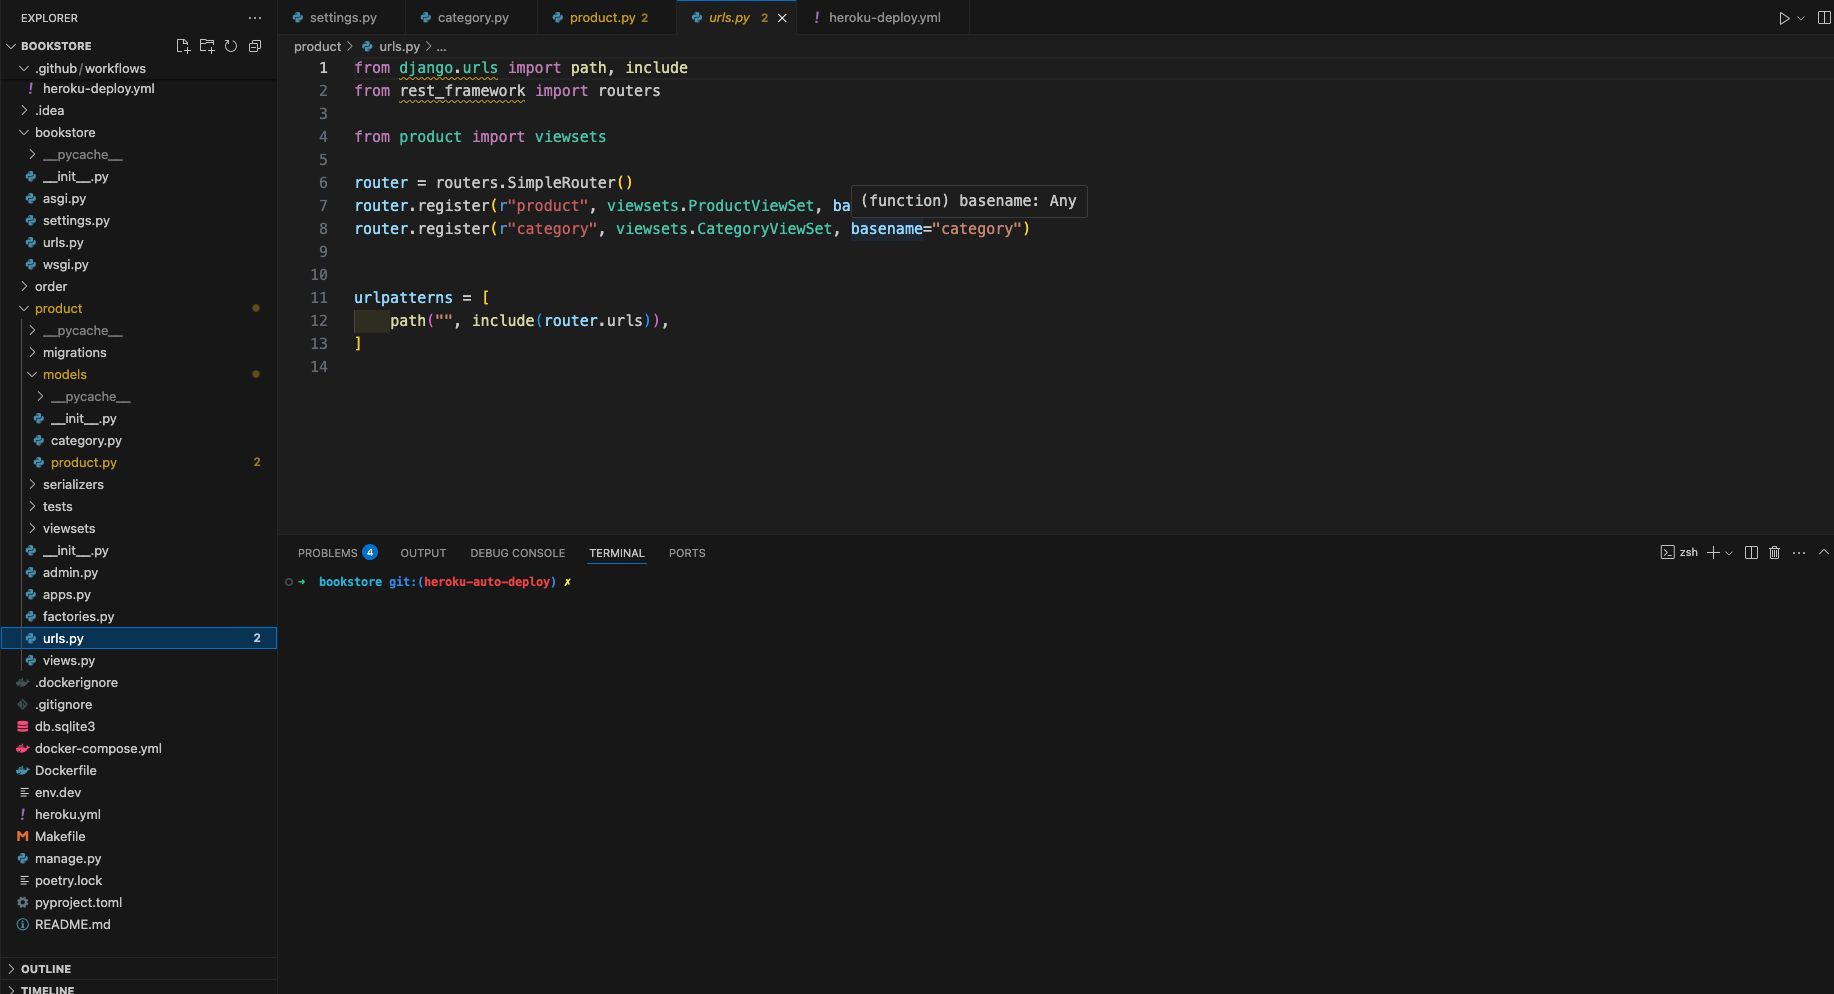 EXPLORER
BOOKSTORE
.github/workflows
! heroku-deploy.yml
.idea
bookstore
__pycache__
__init__.py
asgi.py
settings.py
urls.py
wsgi.py
order
product
__pycache__
migrations
models
__pycache__
__init__.py
category.py
product.py 2
serializers
tests
viewsets
__init__.py
admin.py
apps.py
factories.py
urls.py 2
views.py
.dockerignore
.gitignore
db.sqlite3
docker-compose.yml
Dockerfile
env.dev
! heroku.yml
Makefile
manage.py
poetry.lock
pyproject.toml
README.md
OUTLINE
TIMELINE
settings.py category.py product.py 2 urls.py 2 ! heroku-deploy.yml
product > urls.py > ...
1 from django.urls import path, include
2 from rest_framework import routers
3
4 from product import viewsets
5
6 router = routers.SimpleRouter()
(function) basename: Any
7 router.register(r"product", viewsets.ProductViewSet, ba
8 router.register(r"category", viewsets.CategoryViewSet, basename="category")
9
10
11 urlpatterns = [
12 path("", include(router.urls)),
13 ]
14
PROBLEMS 4 OUTPUT DEBUG CONSOLE TERMINAL PORTS zsh
➜ bookstore git:(heroku-auto-deploy) ✗